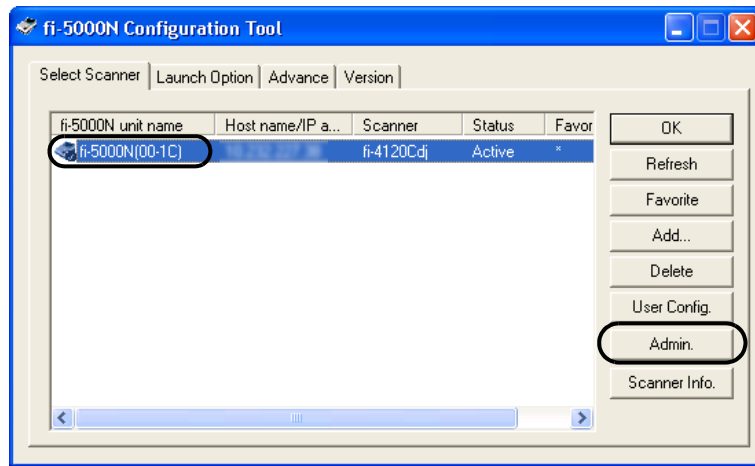 fi-5000N Configuration Tool
Select Scanner Launch Option Advance Version
fi-5000N unit name Host name/IP a... Scanner Status Favor
fi-5000N(00-1C) fi-4120Cdj Active *
OK
Refresh
Favorite
Add...
Delete
User Config.
Admin.
Scanner Info.